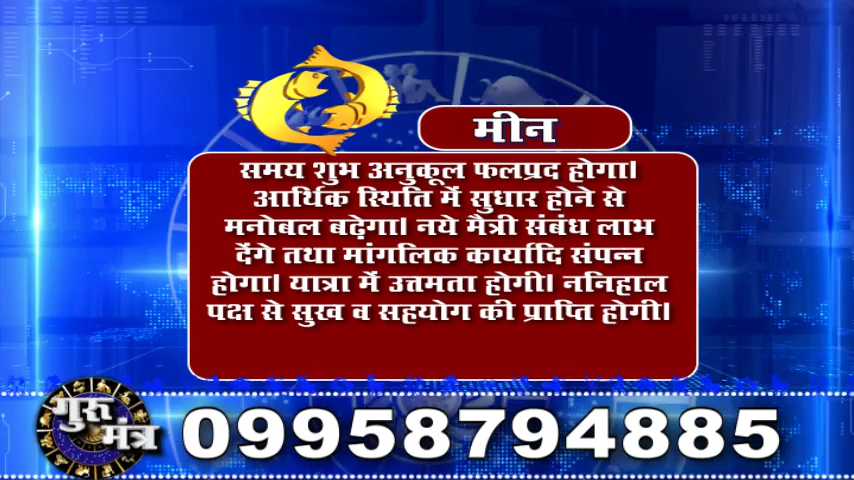 मीन
समय शुभ अनुकूल फलप्रद होगा।
आर्थिक स्थिति में सुधार होने से
मनोबल बढ़ेगा। नये मैत्री संबंध लाभ
देंगे तथा मांगलिक कार्यादि संपन्न
होगा। यात्रा में उत्तमता होगी। ननिहाल
पक्ष से सुख व सहयोग की प्राप्ति होगी।
गुरु
मंत्र
09958794885